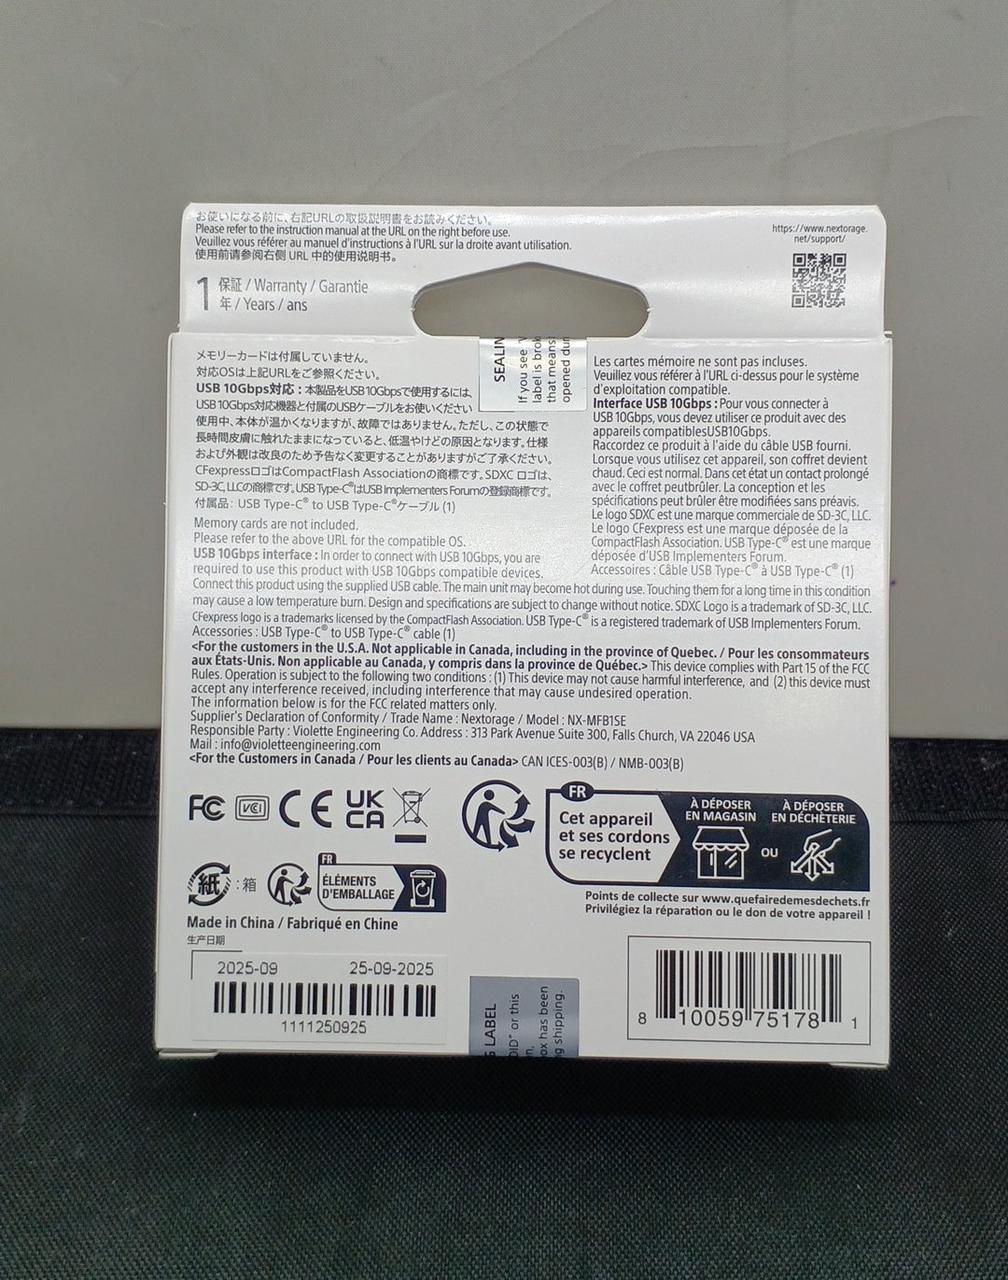 お使いになる前に、右記URLの取扱説明書をお読みください。
Please refer to the instruction manual at the URL on the right before use.
Veuillez vous référer au manuel d'instructions à l'URL sur la droite avant utilisation.
使用前请参阅右侧 URL 中的使用说明书。
https://www.nextorage.
net/support/
1 保証 / Warranty / Garantie
年 / Years / ans
メモリーカードは付属していません。
対応OSは上記URLをご参照ください。
USB 10Gbps対応 : 本製品をUSB 10Gbpsで使用するには、
USB 10Gbps対応機器と付属のUSBケーブルをお使いください
使用中、本体が温かくなりますが、故障ではありません。ただし、この状態で
長時間皮膚に触れたままになっていると、低温やけどの原因となります。仕様
および外観は改良のため予告なく変更することがありますがご了承ください。
CFexpressロゴはCompactFlash Associationの商標です。SDXC ロゴは、
SD-3C, LLCの商標です。USB Type-C®はUSB Implementers Forumの登録商標です。
付属品 : USB Type-C® to USB Type-C®ケーブル (1)
SEALIN
If you see "V
label is brok
that means
opened dur
Les cartes mémoire ne sont pas incluses.
Veuillez vous référer à l'URL ci-dessus pour le système
d'exploitation compatible.
Interface USB 10Gbps : Pour vous connecter à
USB 10Gbps, vous devez utiliser ce produit avec des
appareils compatiblesUSB10Gbps.
Raccordez ce produit à l'aide du câble USB fourni.
Lorsque vous utilisez cet appareil, son coffret devient
chaud. Ceci est normal. Dans cet état un contact prolongé
avec le coffret peutbrûler. La conception et les
spécifications peut brûler être modifiées sans préavis.
Le logo SDXC est une marque commerciale de SD-3C, LLC.
Le logo CFexpress est une marque déposée de la
CompactFlash Association. USB Type-C® est une marque
déposée d'USB Implementers Forum.
Accessoires : Câble USB Type-C® à USB Type-C® (1)
Memory cards are not included.
Please refer to the above URL for the compatible OS.
USB 10Gbps interface : In order to connect with USB 10Gbps, you are
required to use this product with USB 10Gbps compatible devices.
Connect this product using the supplied USB cable. The main unit may become hot during use. Touching them for a long time in this condition
may cause a low temperature burn. Design and specifications are subject to change without notice. SDXC Logo is a trademark of SD-3C, LLC.
CFexpress logo is a trademarks licensed by the CompactFlash Association. USB Type-C® is a registered trademark of USB Implementers Forum.
Accessories : USB Type-C® to USB Type-C® cable (1)
<For the customers in the U.S.A. Not applicable in Canada, including in the province of Quebec. / Pour les consommateurs
aux États-Unis. Non applicable au Canada, y compris dans la province de Québec.> This device complies with Part 15 of the FCC
Rules. Operation is subject to the following two conditions : (1) This device may not cause harmful interference, and (2) this device must
accept any interference received, including interference that may cause undesired operation.
The information below is for the FCC related matters only.
Supplier's Declaration of Conformity / Trade Name : Nextorage / Model : NX-MFB1SE
Responsible Party : Violette Engineering Co. Address : 313 Park Avenue Suite 300, Falls Church, VA 22046 USA
Mail : info@violetteengineering.com
<For the Customers in Canada / Pour les clients au Canada> CAN ICES-003(B) / NMB-003(B)
FC VCI CE UK
CA
FR
Cet appareil
et ses cordons
se recyclent
À DÉPOSER
EN MAGASIN
OU
À DÉPOSER
EN DÉCHÈTERIE
Points de collecte sur www.quefairedemesdechets.fr
Privilégiez la réparation ou le don de votre appareil !
紙 : 箱
FR
ÉLÉMENTS
D'EMBALLAGE
Made in China / Fabriqué en Chine
生产日期
2025-09 25-09-2025
1111250925
G LABEL
OID" or this
n,
ox has been
g shipping.
8 10059 75178 1